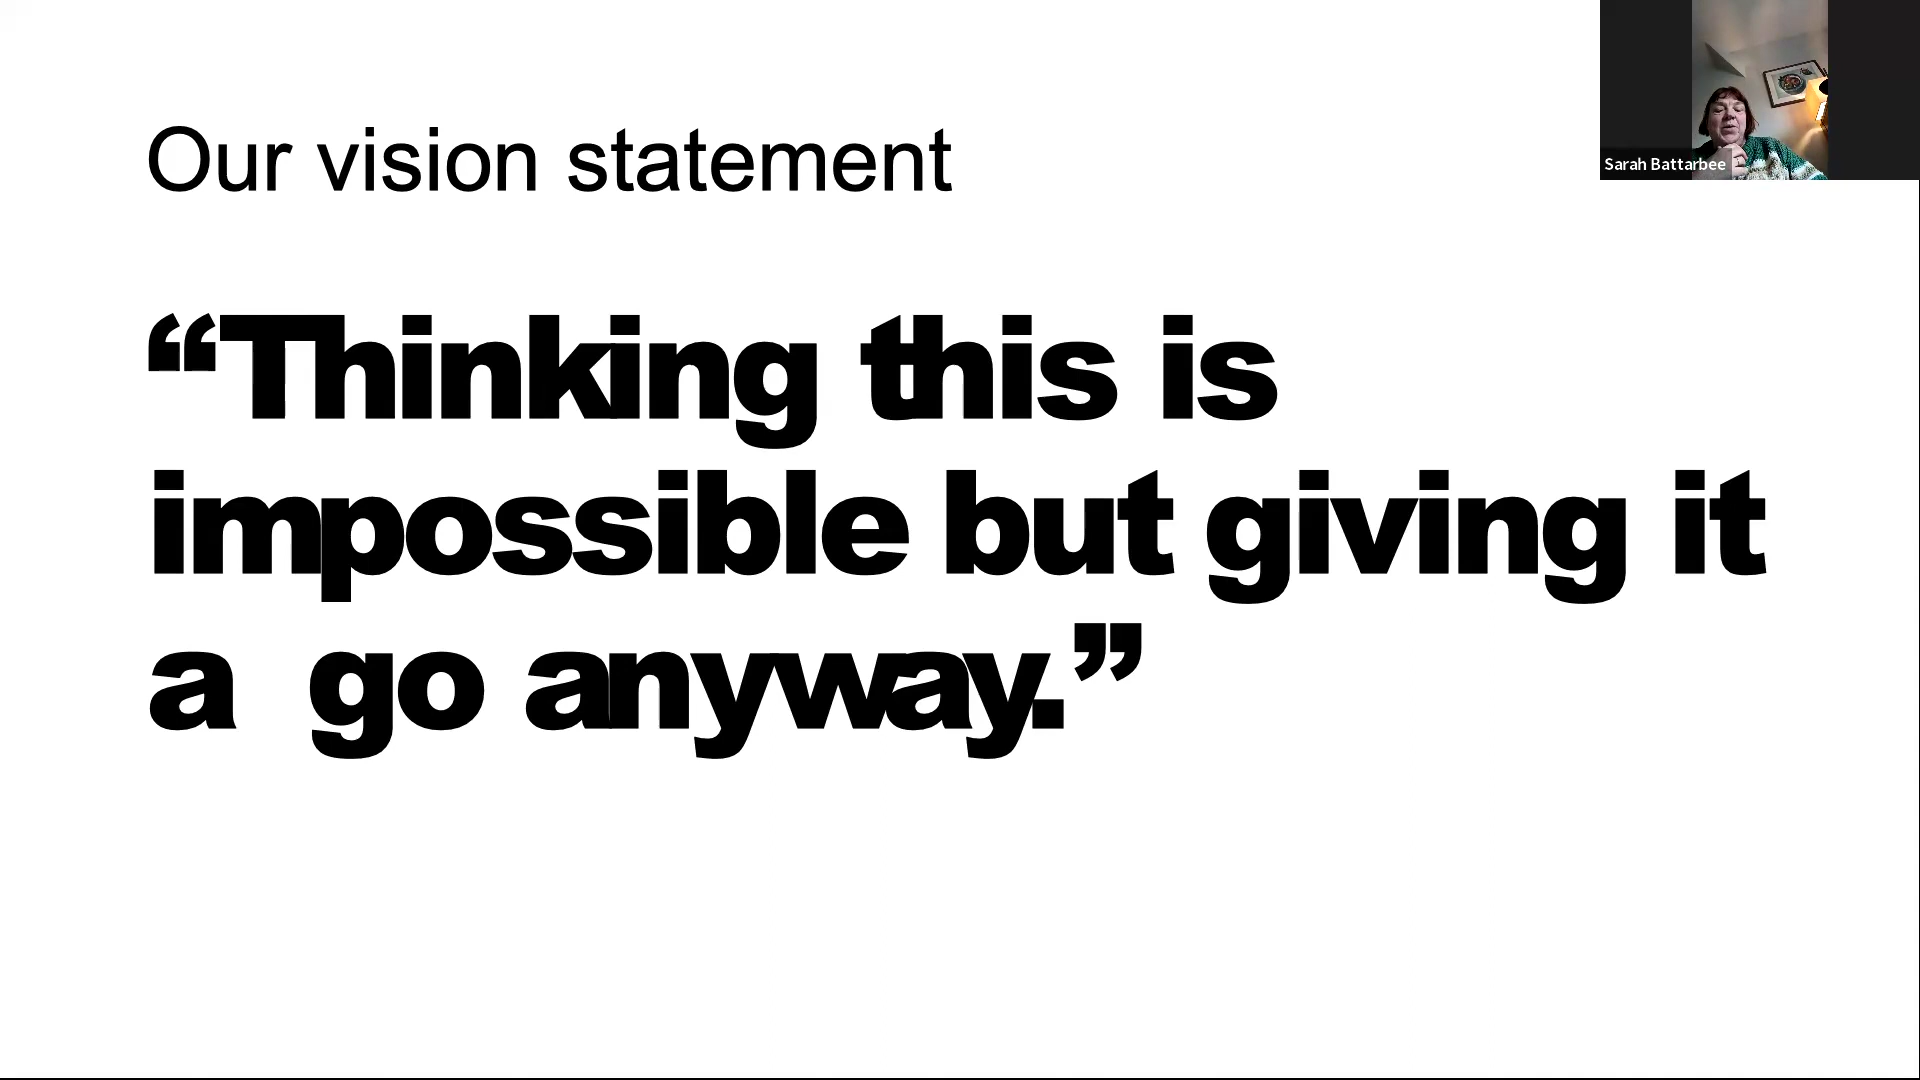 Our vision statement
Sarah Battarbee
“Thinking this is
impossible but giving it
a go anyway.”